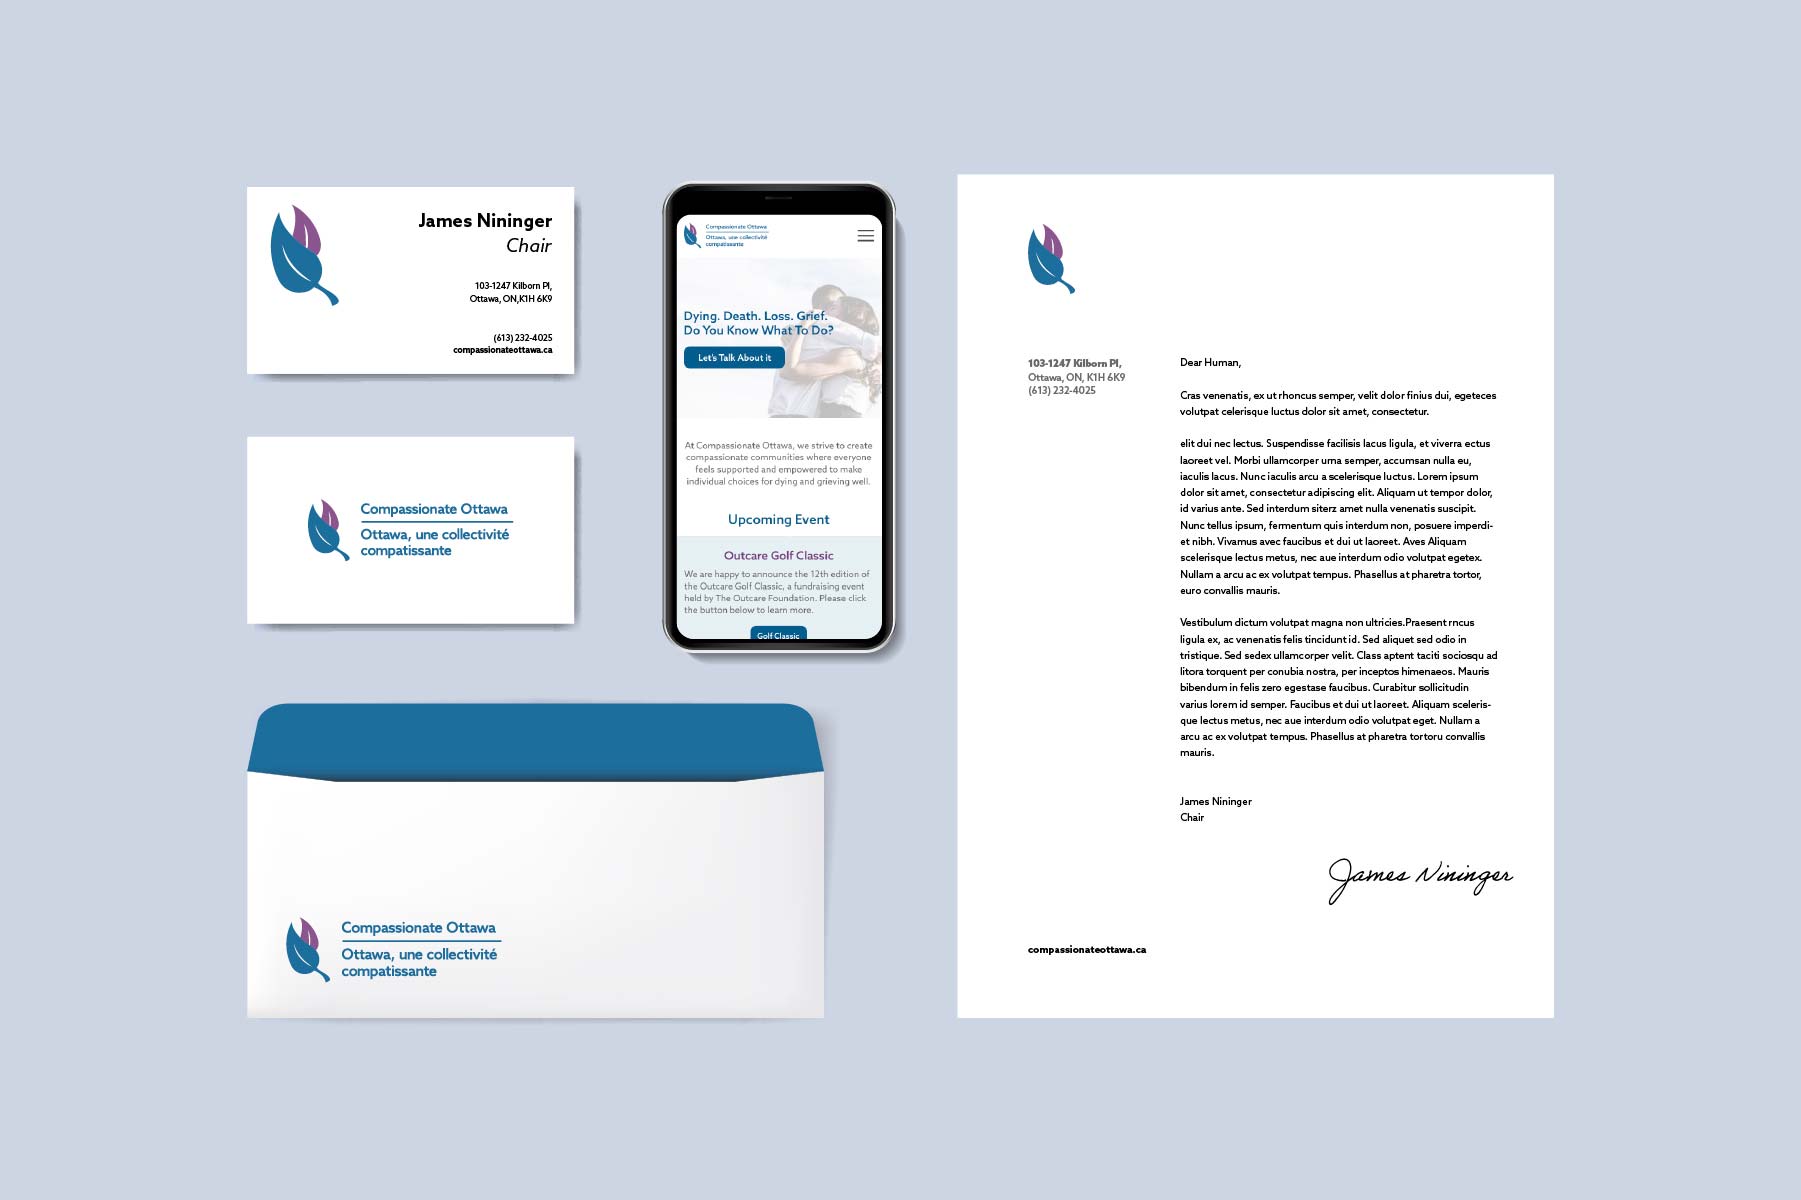 James Nininger
Chair
103-1247 Kilborn Pl,
Ottawa, ON,K1H 6K9
(613) 232-4025
compassionateottawa.ca
Compassionate Ottawa
Ottawa, une collectivité
compatissante
Compassionate Ottawa
Ottawa, une collectivité
compatissante
Dying. Death. Loss. Grief.
Do You Know What To Do?
Let's Talk About it
At Compassionate Ottawa, we strive to create
compassionate communities where everyone
feels supported and empowered to make
individual choices for dying and grieving well.
Upcoming Event
Outcare Golf Classic
We are happy to announce the 12th edition of
the Outcare Golf Classic, a fundraising event
held by The Outcare Foundation. Please click
the button below to learn more.
Golf Classic
Compassionate Ottawa
Ottawa, une collectivité
compatissante
103-1247 Kilborn Pl,
Ottawa, ON, K1H 6K9
(613) 232-4025
Dear Human,
Cras venenatis, ex ut rhoncus semper, velit dolor finius dui, egeteces
volutpat celerisque luctus dolor sit amet, consectetur.
elit dui nec lectus. Suspendisse facilisis lacus ligula, et viverra ectus
laoreet vel. Morbi ullamcorper urna semper, accumsan nulla eu,
iaculis lacus. Nunc iaculis arcu a scelerisque luctus. Lorem ipsum
dolor sit amet, consectetur adipiscing elit. Aliquam ut tempor dolor,
id varius ante. Sed interdum siterz amet nulla venenatis suscipit.
Nunc tellus ipsum, fermentum quis interdum non, posuere imperdi-
et nibh. Vivamus avec faucibus et dui ut laoreet. Aves Aliquam
scelerisque lectus metus, nec aue interdum odio volutpat egetex.
Nullam a arcu ac ex volutpat tempus. Phasellus at pharetra tortor,
euro convallis mauris.
Vestibulum dictum volutpat magna non ultricies.Praesent rncus
ligula ex, ac venenatis felis tincidunt id. Sed aliquet sed odio in
tristique. Sed sedex ullamcorper velit. Class aptent taciti sociosqu ad
litora torquent per conubia nostra, per inceptos himenaeos. Mauris
bibendum in felis zero egestase faucibus. Curabitur sollicitudin
varius lorem id semper. Faucibus et dui ut laoreet. Aliquam sceleris-
que lectus metus, nec aue interdum odio volutpat eget. Nullam a
arcu ac ex volutpat tempus. Phasellus at pharetra tortoru convallis
mauris.
James Nininger
Chair
James Nininger
compassionateottawa.ca